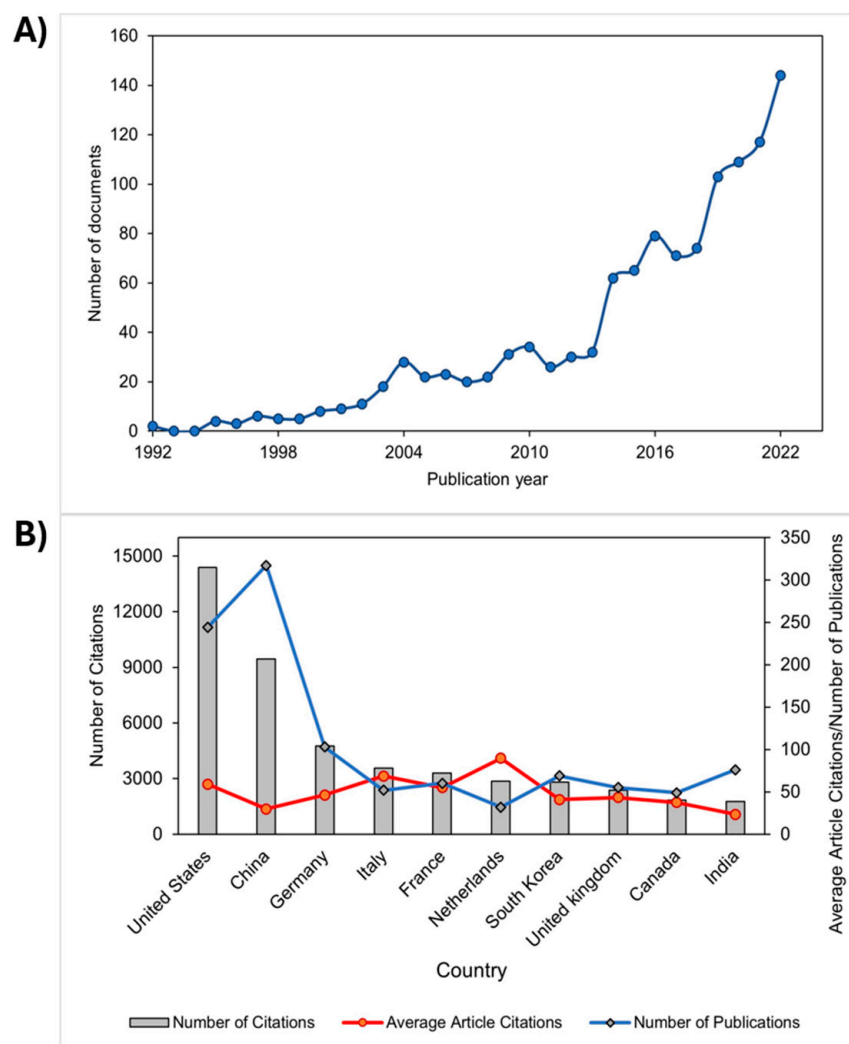 A)
160
140
120
100
80
60
40
20
0
Number of documents
1992 1998 2004 2010 2016 2022
Publication year
B)
15000
12000
9000
6000
3000
0
Number of Citations
350
300
250
200
150
100
50
0
Average Article Citations/Number of Publications
United States
China
Germany
Italy
France
Netherlands
South Korea
United kingdom
Canada
India
Country
Number of Citations Average Article Citations Number of Publications